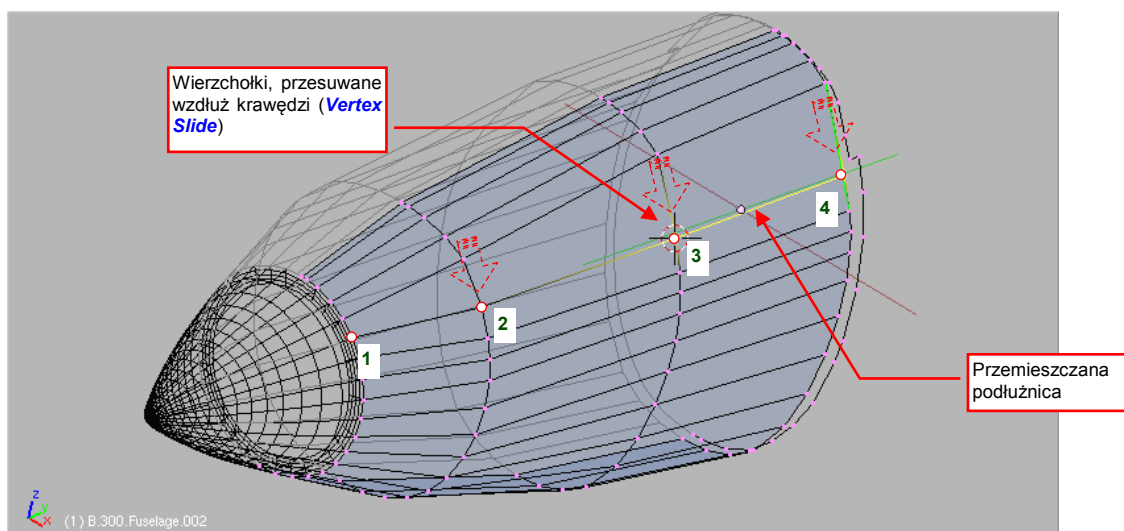 Wierzchołki, przesuwane
wzdłuż krawędzi (Vertex
Slide)
4
3
2
1
Przemieszczana
podłużnica
z
y
x
(1) B.300.Fuselage.002